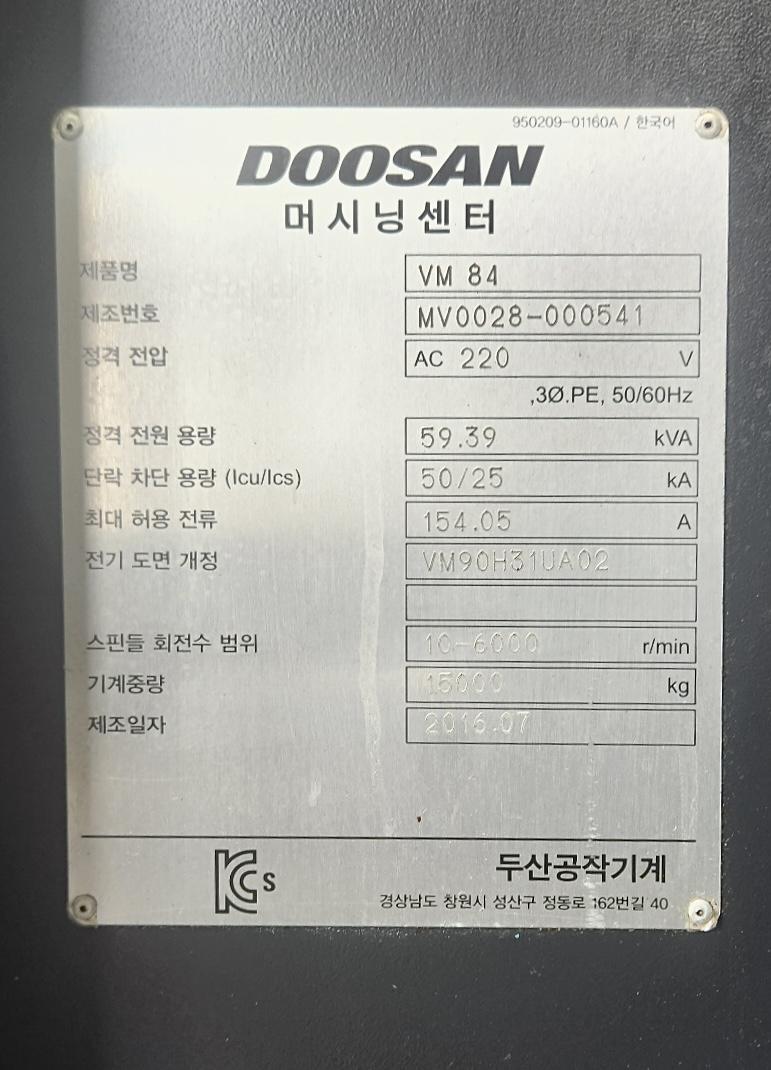 950209-01160A / 한국어
DOOSAN
머시닝센터
제품명 VM 84
제조번호 MV0028-000541
정격 전압 AC 220 V
,3Ø.PE, 50/60Hz
정격 전원 용량 59.39 kVA
단락 차단 용량 (Icu/Ics) 50/25 kA
최대 허용 전류 154.05 A
전기 도면 개정 VM90H31UA02
스핀들 회전수 범위 10-6000 r/min
기계중량 15000 kg
제조일자 2016.07
KCs 두산공작기계
경상남도 창원시 성산구 정동로 162번길 40